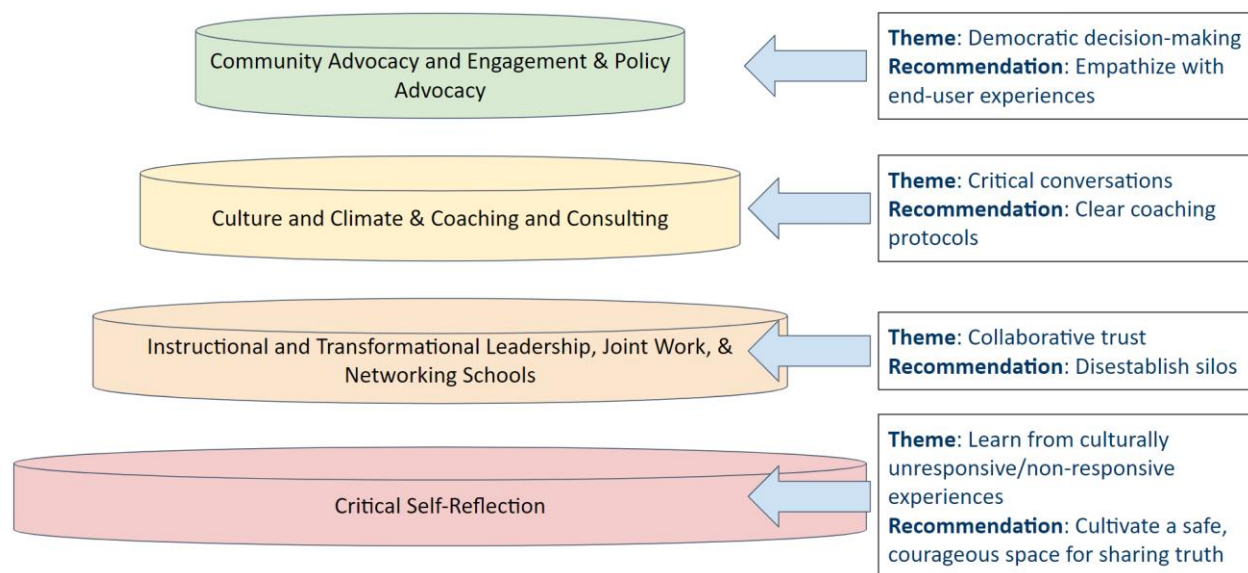 Community Advocacy and Engagement & Policy
Advocacy
Theme: Democratic decision-making
Recommendation: Empathize with
end-user experiences
Culture and Climate & Coaching and Consulting
Theme: Critical conversations
Recommendation: Clear coaching
protocols
Instructional and Transformational Leadership, Joint Work, &
Networking Schools
Theme: Collaborative trust
Recommendation: Disestablish silos
Critical Self-Reflection
Theme: Learn from culturally
unresponsive/non-responsive
experiences
Recommendation: Cultivate a safe,
courageous space for sharing truth